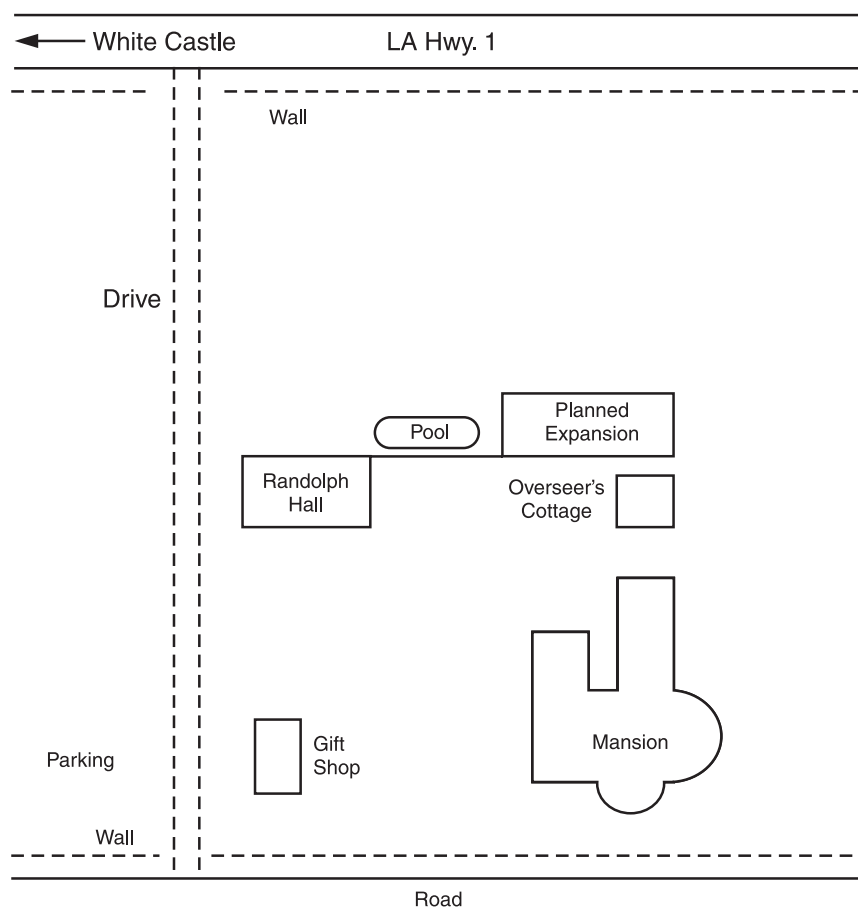 White Castle
LA Hwy. 1
Wall
Drive
Planned
Expansion
Pool
Randolph
Hall
Overseer's
Cottage
Mansion
Gift
Shop
Parking
Wall
Road